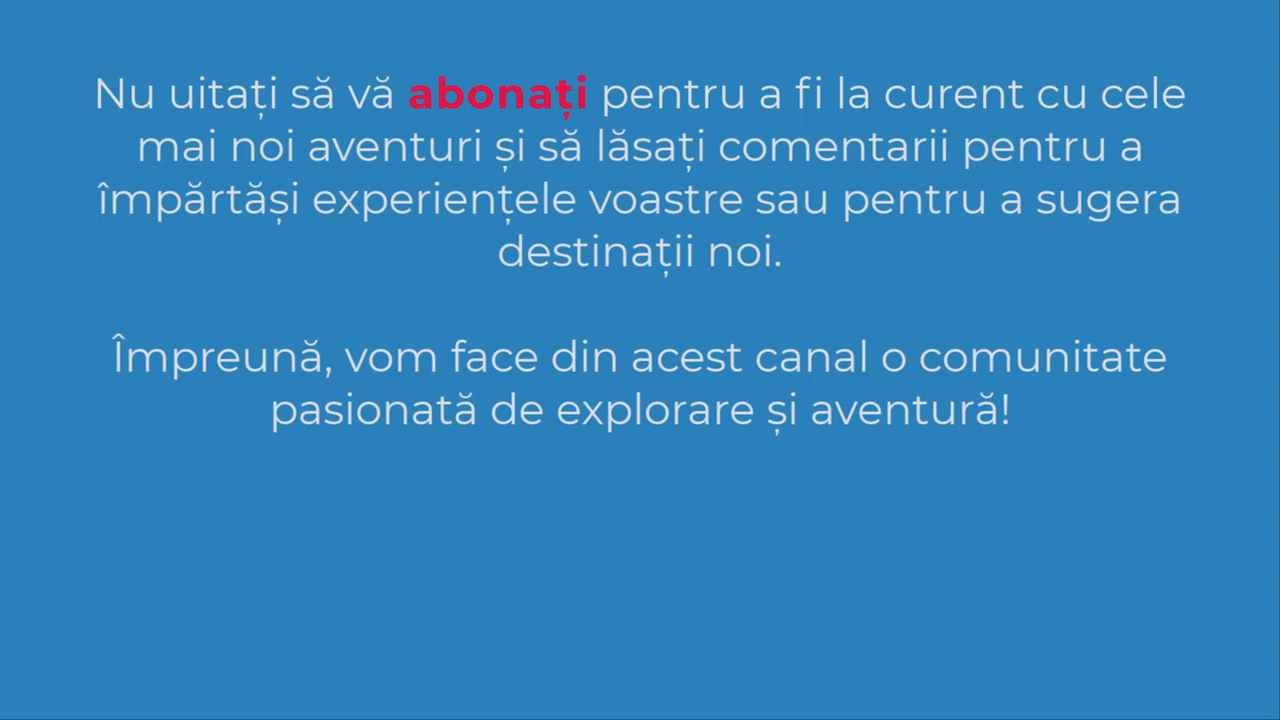 Nu uitați să vă abonați pentru a fi la curent cu cele
mai noi aventuri și să lăsați comentarii pentru a
împărtăși experiențele voastre sau pentru a sugera
destinații noi.
Împreună, vom face din acest canal o comunitate
pasionată de explorare și aventură!